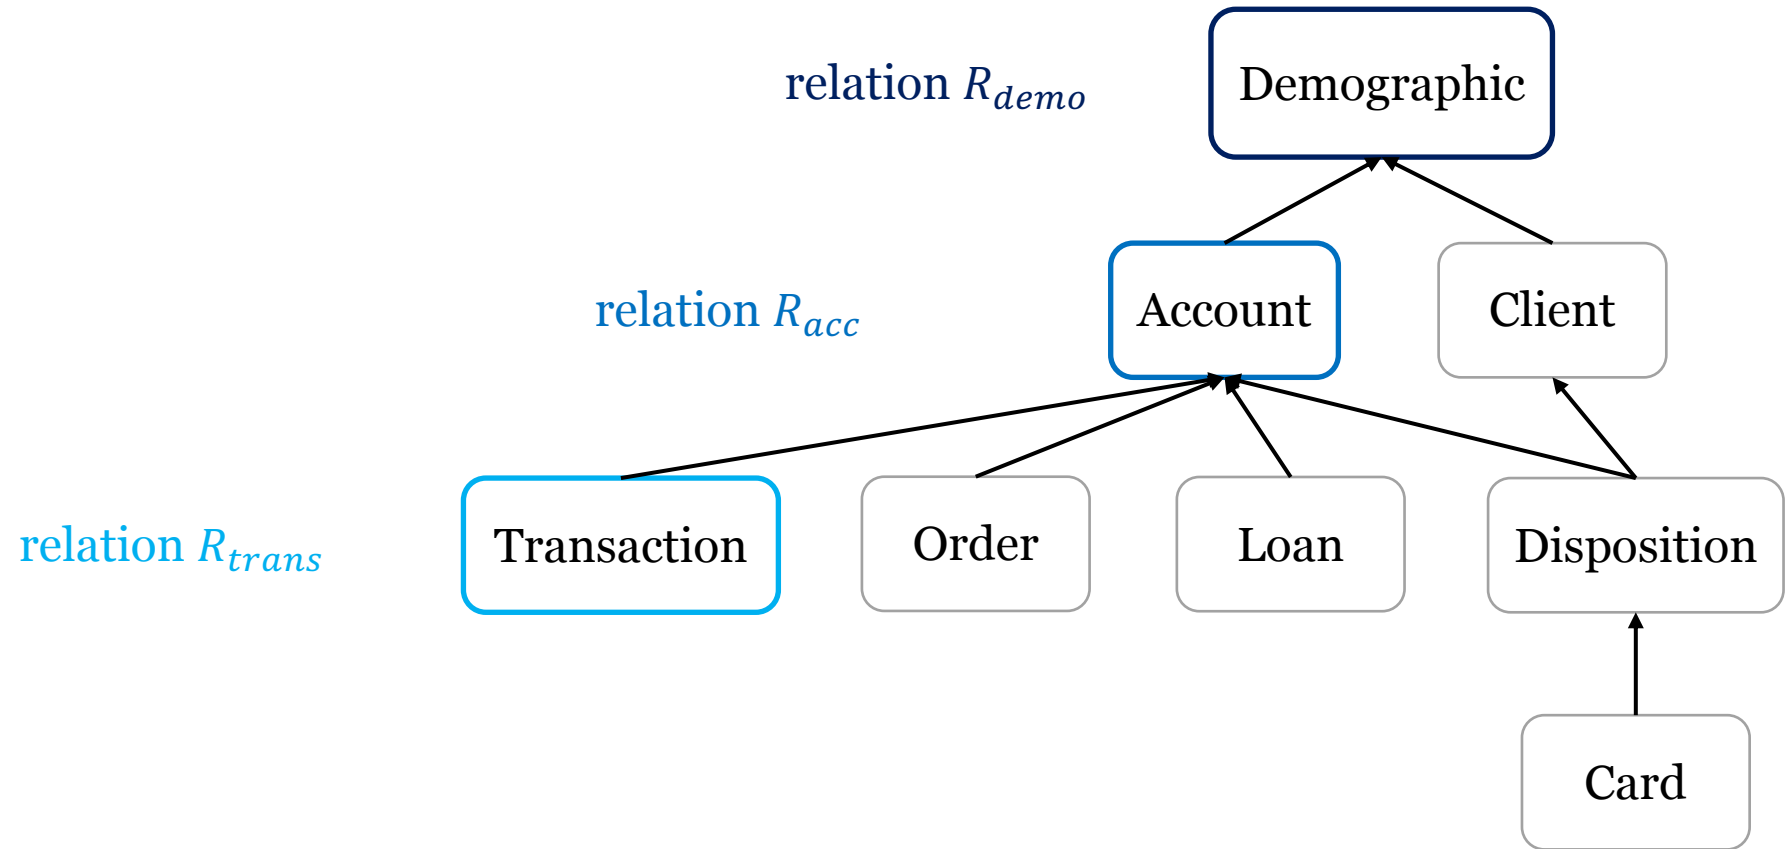 relation R_demo
Demographic
relation R_acc
Account
Client
relation R_trans
Transaction
Order
Loan
Disposition
Card